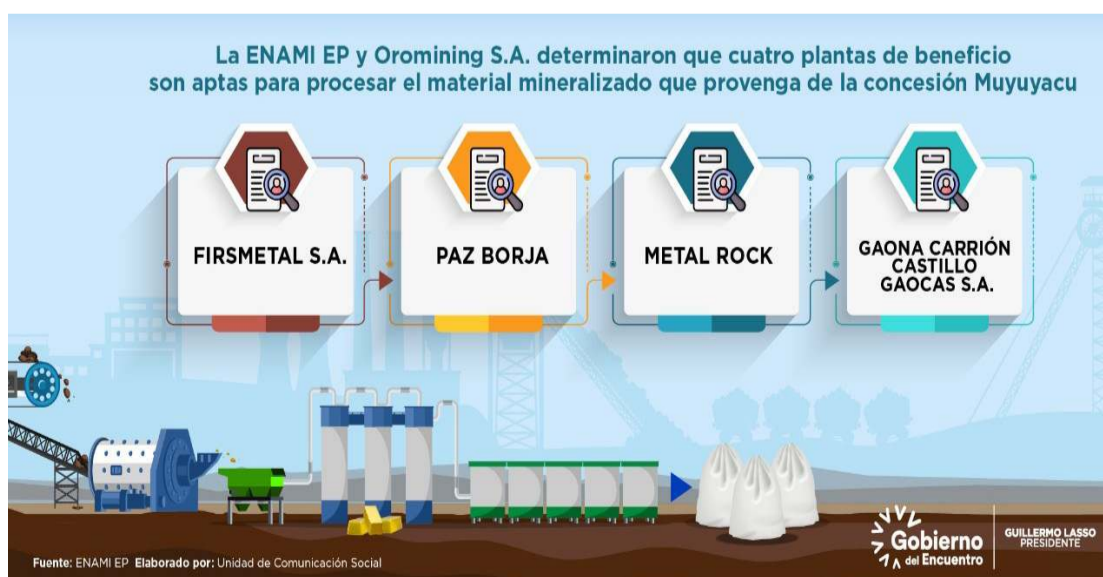 La ENAMI EP y Oromining S.A. determinaron que cuatro plantas de beneficio
son aptas para procesar el material mineralizado que provenga de la concesión Muyuyacu
FIRSMETAL S.A.
PAZ BORJA
METAL ROCK
GAONA CARRIÓN
CASTILLO
GAOCAS S.A.
Fuente: ENAMI EP Elaborado por: Unidad de Comunicación Social
Gobierno
del Encuentro
GUILLERMO LASSO
PRESIDENTE